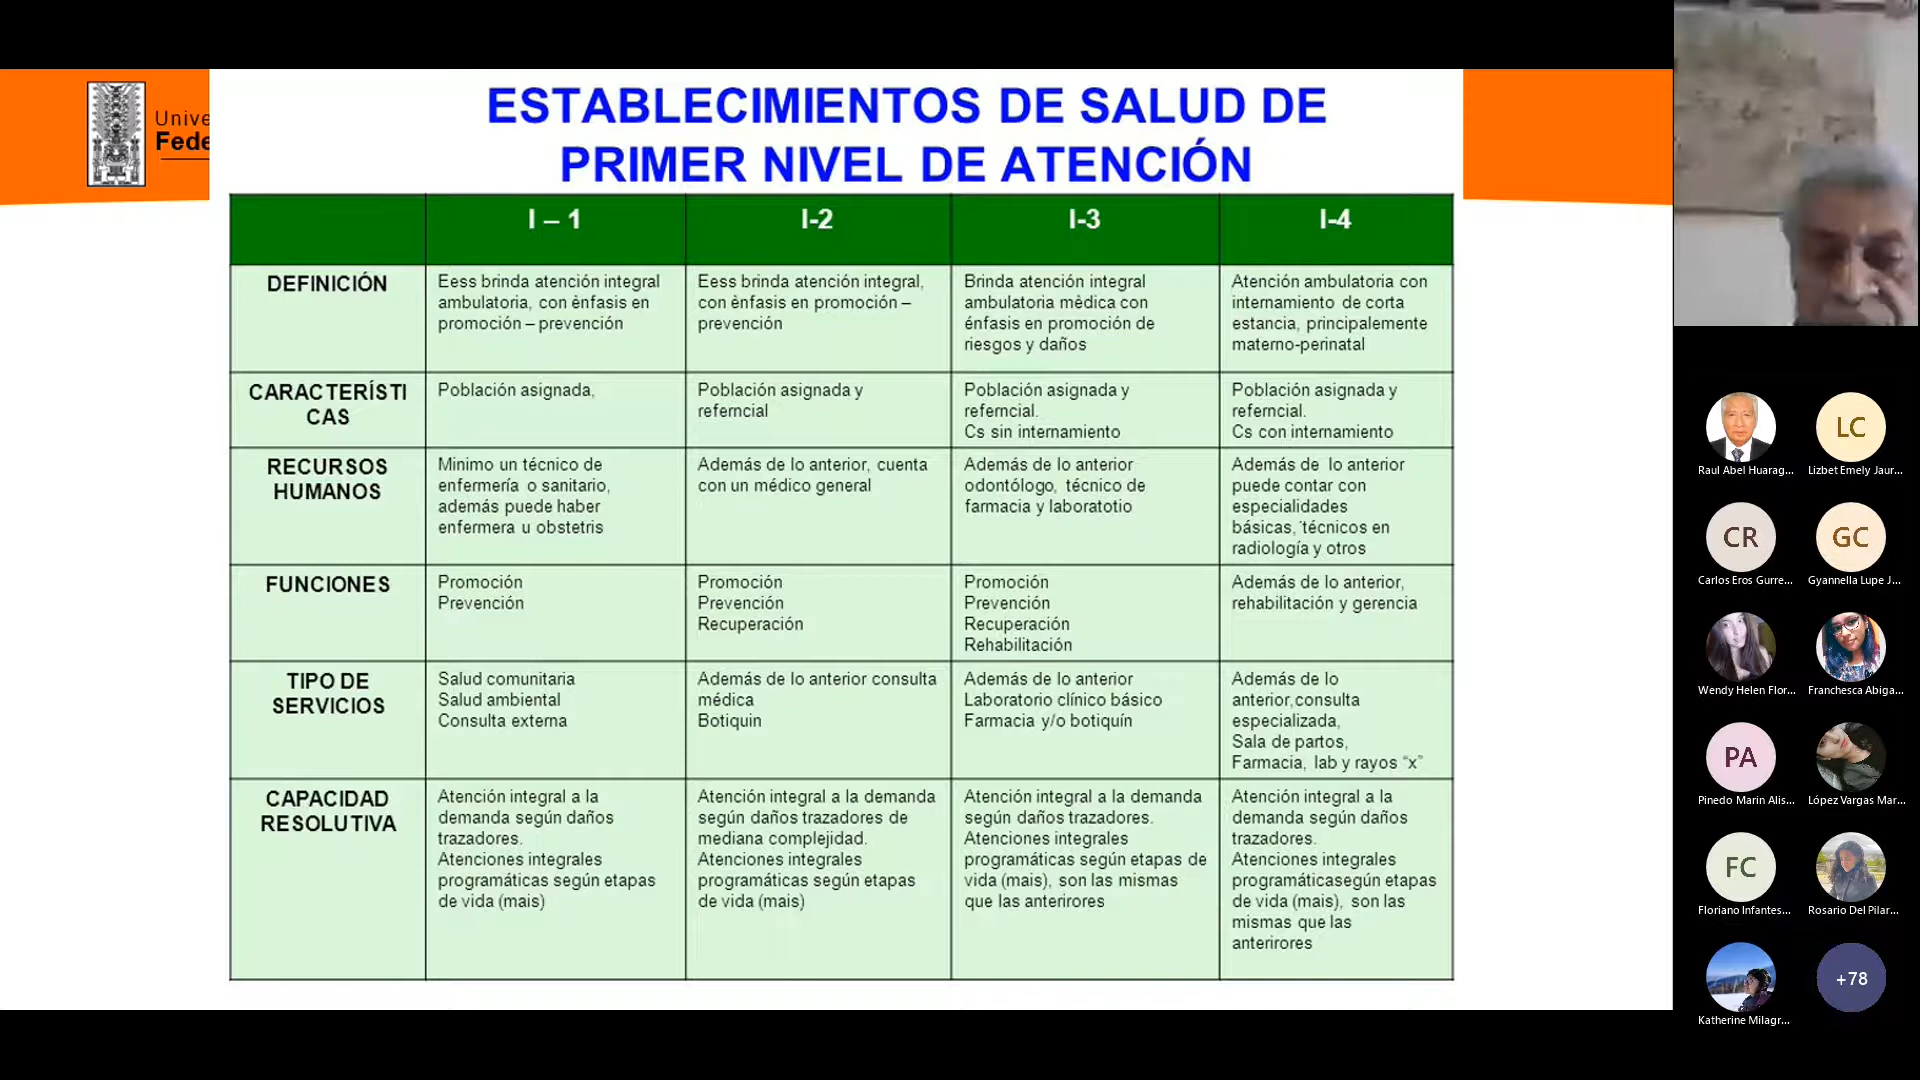 Unive
Fede
ESTABLECIMIENTOS DE SALUD DE
PRIMER NIVEL DE ATENCIÓN
I – 1
I-2
I-3
I-4
DEFINICIÓN
Eess brinda atención integral
ambulatoria, con ènfasis en
promoción – prevención
Eess brinda atención integral,
con ènfasis en promoción –
prevención
Brinda atención integral
ambulatoria mèdica con
énfasis en promoción de
riesgos y daños
Atención ambulatoria con
internamiento de corta
estancia, principalemente
materno-perinatal
CARACTERÍSTI
CAS
Población asignada,
Población asignada y
referncial
Población asignada y
referncial.
Cs sin internamiento
Población asignada y
referncial.
Cs con internamiento
RECURSOS
HUMANOS
Minimo un técnico de
enfermería o sanitario,
además puede haber
enfermera u obstetris
Además de lo anterior, cuenta
con un médico general
Además de lo anterior
odontólogo, técnico de
farmacia y laboratotio
Además de lo anterior
puede contar con
especialidades
básicas,¨técnicos en
radiología y otros
FUNCIONES
Promoción
Prevención
Promoción
Prevención
Recuperación
Promoción
Prevención
Recuperación
Rehabilitación
Además de lo anterior,
rehabilitación y gerencia
TIPO DE
SERVICIOS
Salud comunitaria
Salud ambiental
Consulta externa
Además de lo anterior consulta
médica
Botiquin
Además de lo anterior
Laboratorio clínico básico
Farmacia y/o botiquín
Además de lo
anterior,consulta
especializada,
Sala de partos,
Farmacia, lab y rayos “x”
CAPACIDAD
RESOLUTIVA
Atención integral a la
demanda según daños
trazadores.
Atenciones integrales
programáticas según etapas
de vida (mais)
Atención integral a la demanda
según daños trazadores de
mediana complejidad.
Atenciones integrales
programáticas según etapas
de vida (mais)
Atención integral a la demanda
según daños trazadores.
Atenciones integrales
programáticas según etapas de
vida (mais), son las mismas
que las anterirores
Atención integral a la
demanda según daños
trazadores.
Atenciones integrales
programáticasegún etapas
de vida (mais), son las
mismas que las
anterirores
Raul Abel Huarag...
LC
Lizbet Emely Jaur...
CR
Carlos Eros Gurre...
GC
Gyannella Lupe J...
Wendy Helen Flor...
Franchesca Abiga...
PA
Pinedo Marin Alis...
López Vargas Mar...
FC
Floriano Infantes...
Rosario Del Pilar...
Katherine Milagr...
+78